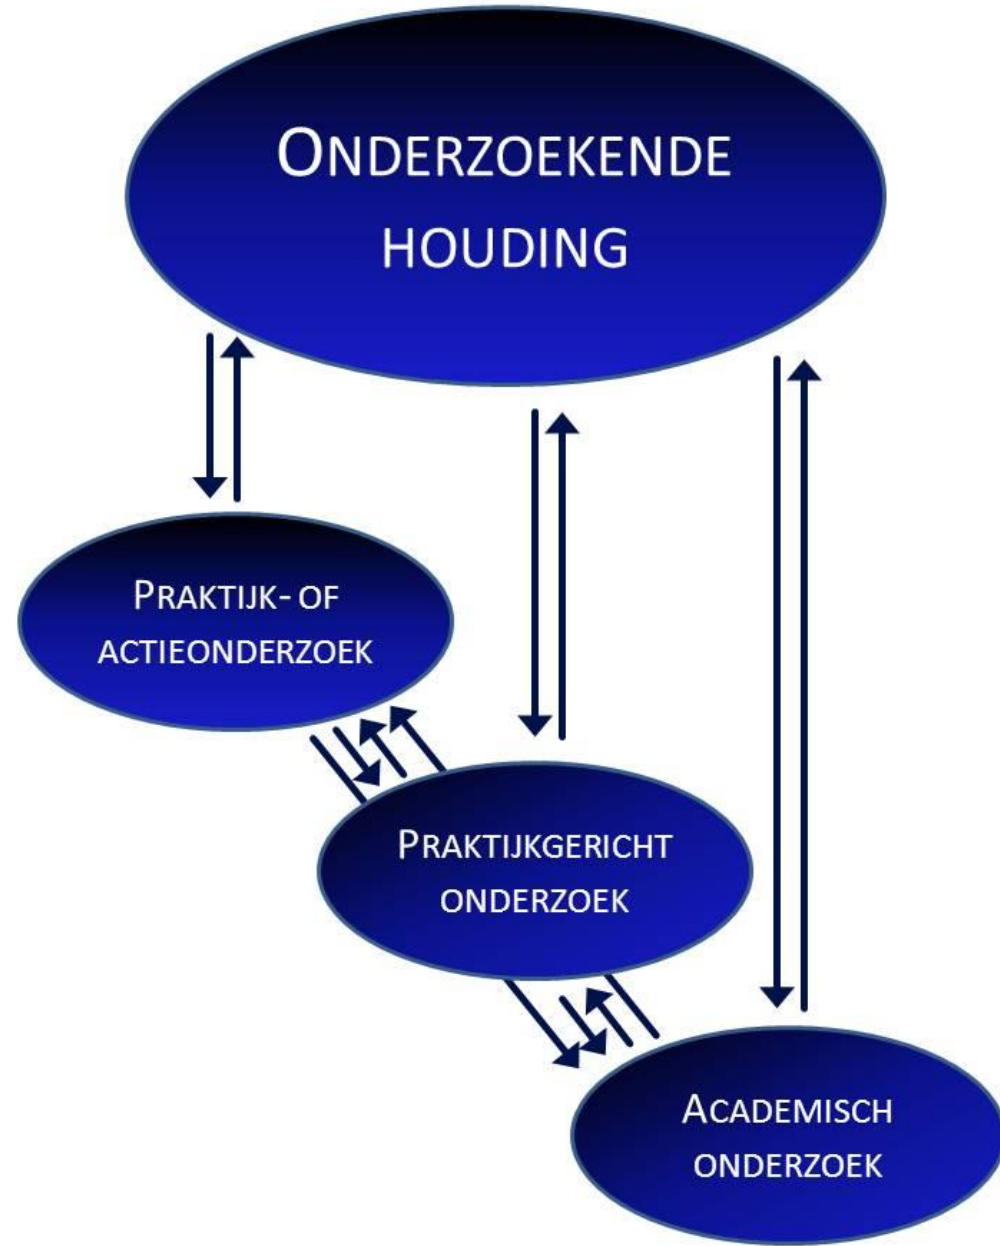 Onderzoekende
houding
Praktijk- of
actieonderzoek
Praktijkgericht
onderzoek
Academisch
onderzoek